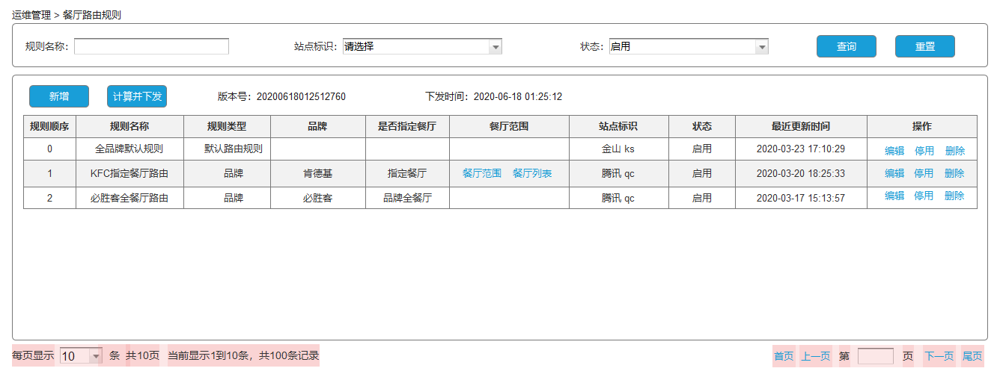 运维管理 > 餐厅路由规则
规则名称： 站点标识： 请选择 状态： 启用 查询 重置
新增 计算并下发 版本号：20200618012512760 下发时间：2020-06-18 01:25:12
规则顺序 规则名称 规则类型 品牌 是否指定餐厅 餐厅范围 站点标识 状态 最近更新时间 操作
0 全品牌默认规则 默认路由规则 金山 ks 启用 2020-03-23 17:10:29 编辑 停用 删除
1 KFC指定餐厅路由 品牌 肯德基 指定餐厅 餐厅范围 餐厅列表 腾讯 qc 启用 2020-03-20 18:25:33 编辑 停用 删除
2 必胜客全餐厅路由 品牌 必胜客 品牌全餐厅 腾讯 qc 启用 2020-03-17 15:13:57 编辑 停用 删除
每页显示 10 条 共10页 当前显示1到10条，共100条记录 首页 上一页 第 页 下一页 尾页